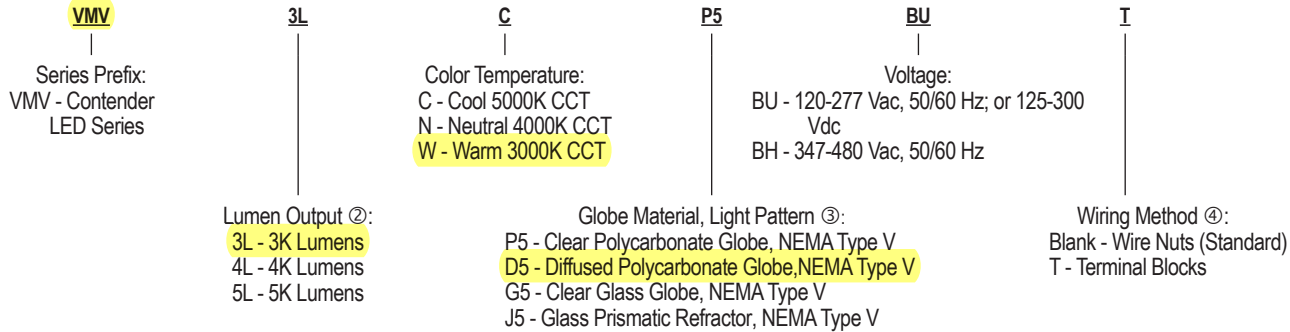 VMV 3L C P5 BU T
Series Prefix:
VMV - Contender
LED Series
Color Temperature:
C - Cool 5000K CCT
N - Neutral 4000K CCT
W - Warm 3000K CCT
Voltage:
BU - 120-277 Vac, 50/60 Hz; or 125-300
Vdc
BH - 347-480 Vac, 50/60 Hz
Lumen Output ②:
3L - 3K Lumens
4L - 4K Lumens
5L - 5K Lumens
Globe Material, Light Pattern ③:
P5 - Clear Polycarbonate Globe, NEMA Type V
D5 - Diffused Polycarbonate Globe,NEMA Type V
G5 - Clear Glass Globe, NEMA Type V
J5 - Glass Prismatic Refractor, NEMA Type V
Wiring Method ④:
Blank - Wire Nuts (Standard)
T - Terminal Blocks